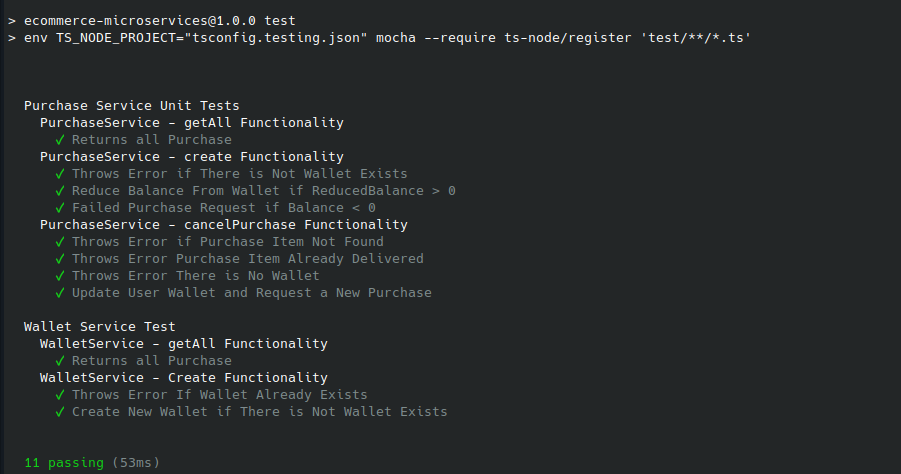 > ecommerce-microservices@1.0.0 test
> env TS_NODE_PROJECT="tsconfig.testing.json" mocha --require ts-node/register 'test/**/*.ts'
Purchase Service Unit Tests
PurchaseService - getAll Functionality
✓ Returns all Purchase
PurchaseService - create Functionality
✓ Throws Error if There is Not Wallet Exists
✓ Reduce Balance From Wallet if ReducedBalance > 0
✓ Failed Purchase Request if Balance < 0
PurchaseService - cancelPurchase Functionality
✓ Throws Error if Purchase Item Not Found
✓ Throws Error Purchase Item Already Delivered
✓ Throws Error There is No Wallet
✓ Update User Wallet and Request a New Purchase
Wallet Service Test
WalletService - getAll Functionality
✓ Returns all Purchase
WalletService - Create Functionality
✓ Throws Error If Wallet Already Exists
✓ Create New Wallet if There is Not Wallet Exists
11 passing (53ms)